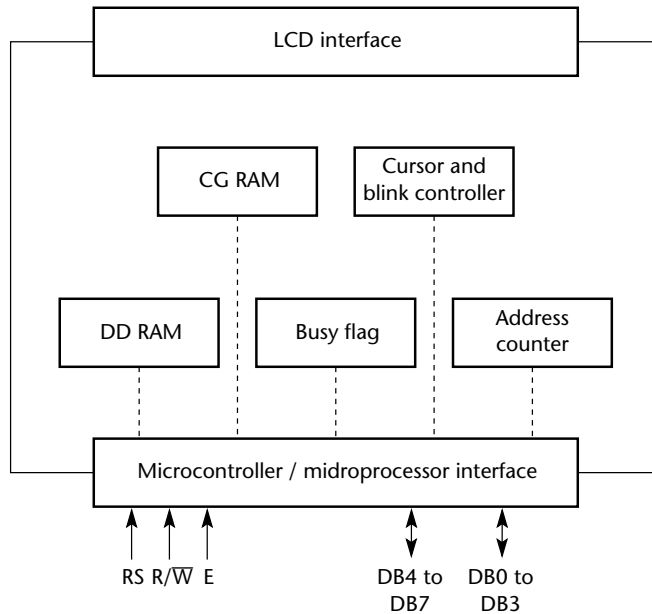 LCD interface
CG RAM
Cursor and
blink controller
DD RAM
Busy flag
Address
counter
Microcontroller / midroprocessor interface
RS R/W̅ E
DB4 to
DB7
DB0 to
DB3